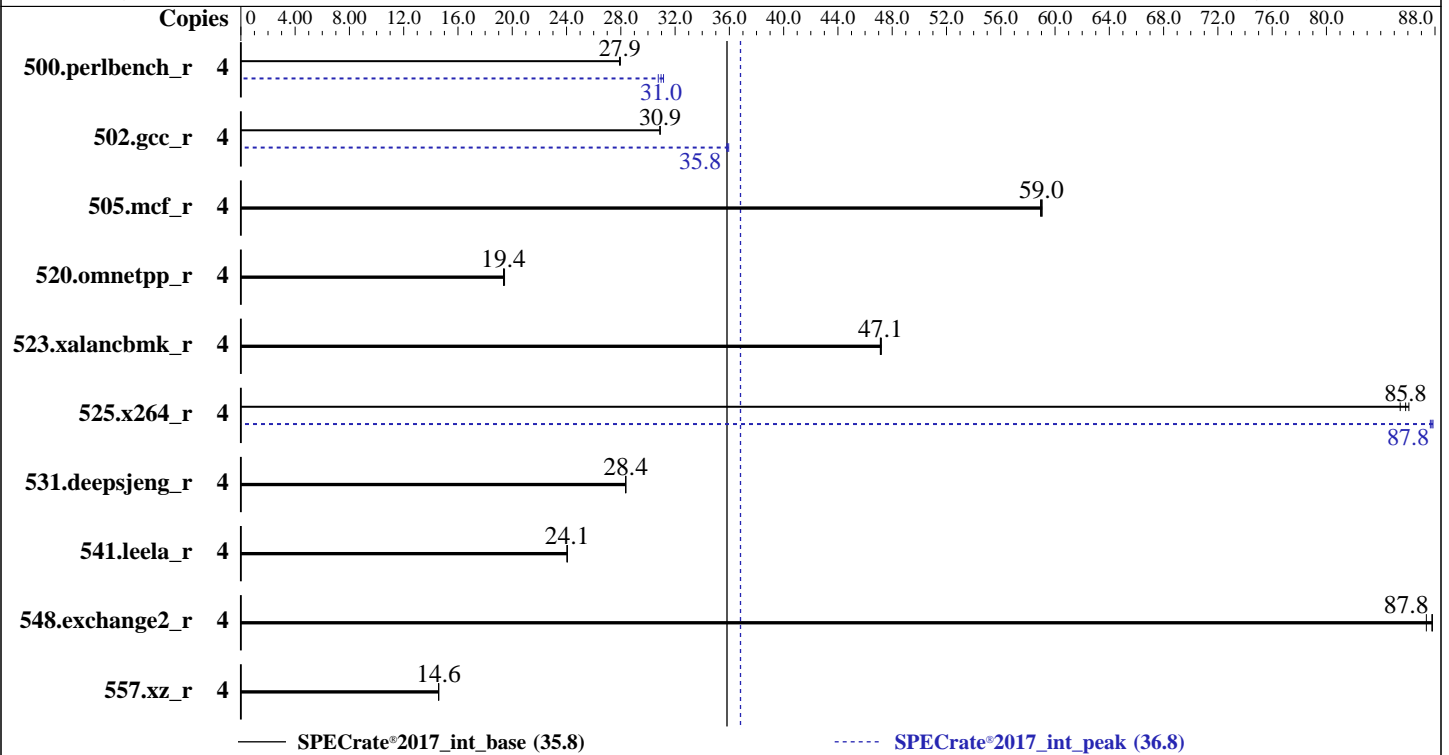 Copies 0 4.00 8.00 12.0 16.0 20.0 24.0 28.0 32.0 36.0 40.0 44.0 48.0 52.0 56.0 60.0 64.0 68.0 72.0 76.0 80.0 88.0
27.9
500.perlbench_r 4
31.0
30.9
502.gcc_r 4
35.8
59.0
505.mcf_r 4
19.4
520.omnetpp_r 4
47.1
523.xalancbmk_r 4
85.8
525.x264_r 4
87.8
28.4
531.deepsjeng_r 4
24.1
541.leela_r 4
87.8
548.exchange2_r 4
14.6
557.xz_r 4
SPECrate®2017_int_base (35.8) SPECrate®2017_int_peak (36.8)